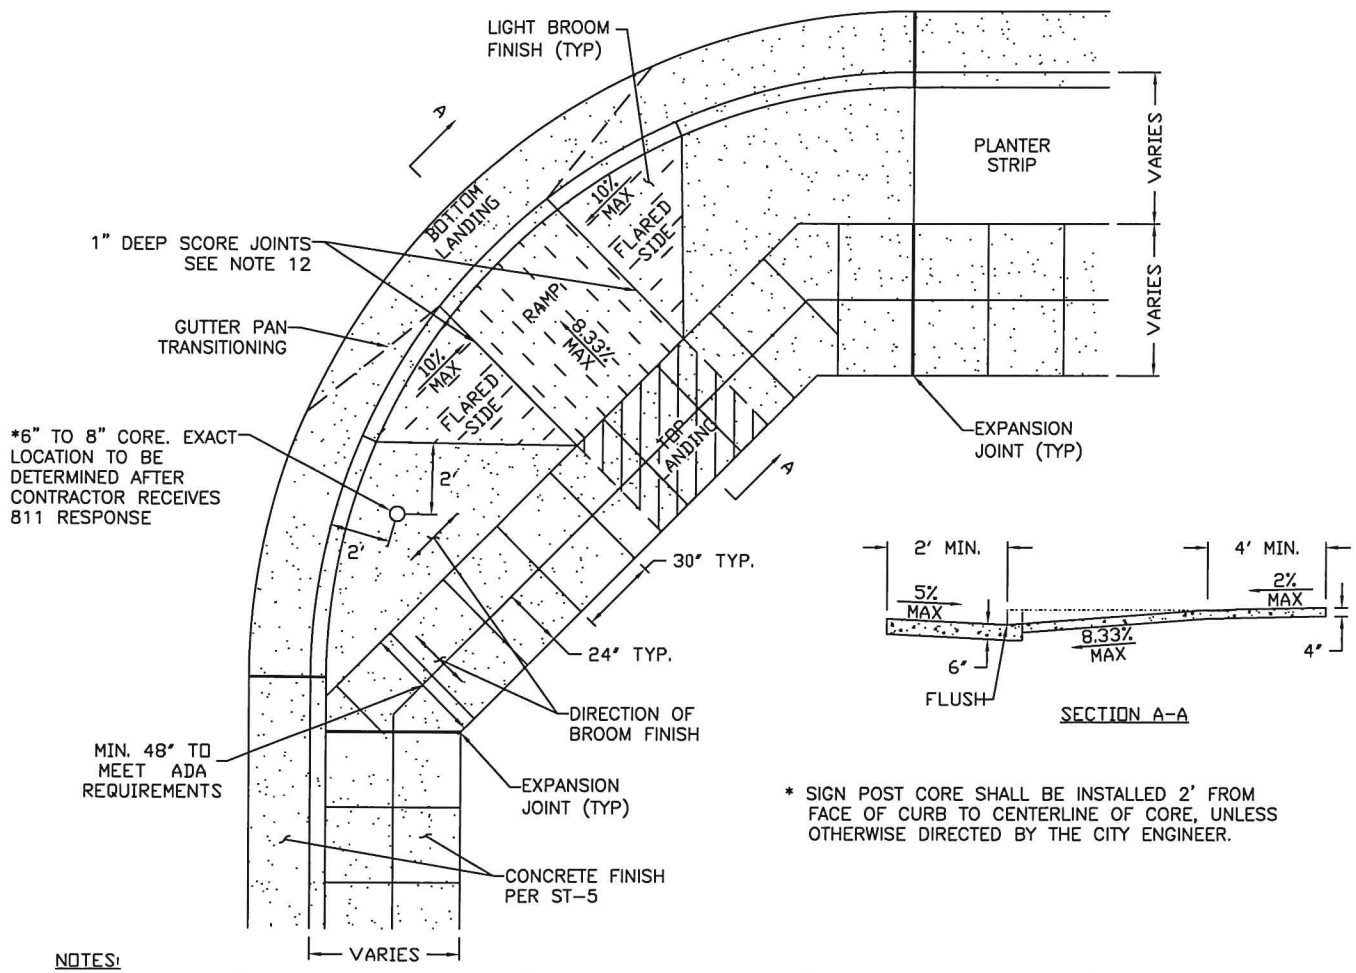 LIGHT BROOM
FINISH (TYP)
A
PLANTER
STRIP
VARIES
BOTTOM
LANDING
10%
MAX
FLARED
SIDE
1" DEEP SCORE JOINTS
SEE NOTE 12
RAMP
8.33%
MAX
VARIES
GUTTER PAN
TRANSITIONING
10%
MAX
FLARED
SIDE
*6" TO 8" CORE. EXACT
LOCATION TO BE
DETERMINED AFTER
CONTRACTOR RECEIVES
811 RESPONSE
2'
2'
TOP
LANDING
A
EXPANSION
JOINT (TYP)
30" TYP.
24" TYP.
2' MIN.
4' MIN.
5%
MAX
2%
MAX
8.33%
MAX
6"
4"
FLUSH
SECTION A-A
DIRECTION OF
BROOM FINISH
MIN. 48" TO
MEET ADA
REQUIREMENTS
EXPANSION
JOINT (TYP)
* SIGN POST CORE SHALL BE INSTALLED 2' FROM
FACE OF CURB TO CENTERLINE OF CORE, UNLESS
OTHERWISE DIRECTED BY THE CITY ENGINEER.
CONCRETE FINISH
PER ST-5
VARIES
NOTES: